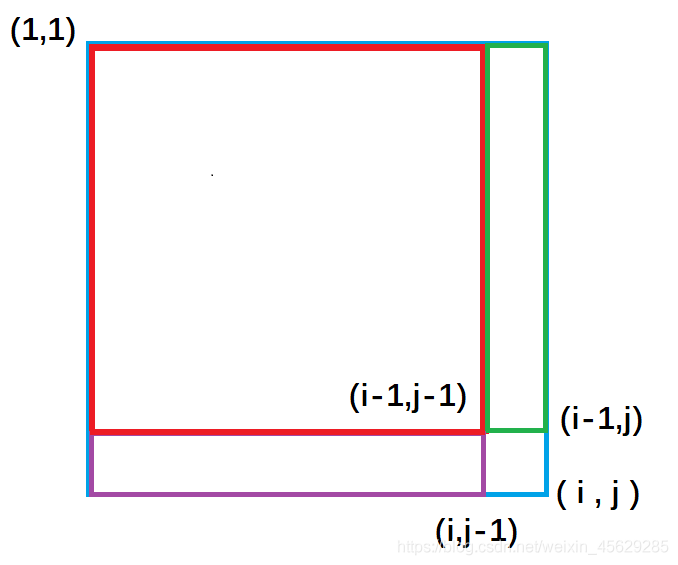 (1,1)
(i-1,j-1)
(i-1,j)
( i , j )
(i,j-1)
https://blog.csdn.net/weixin_45629285